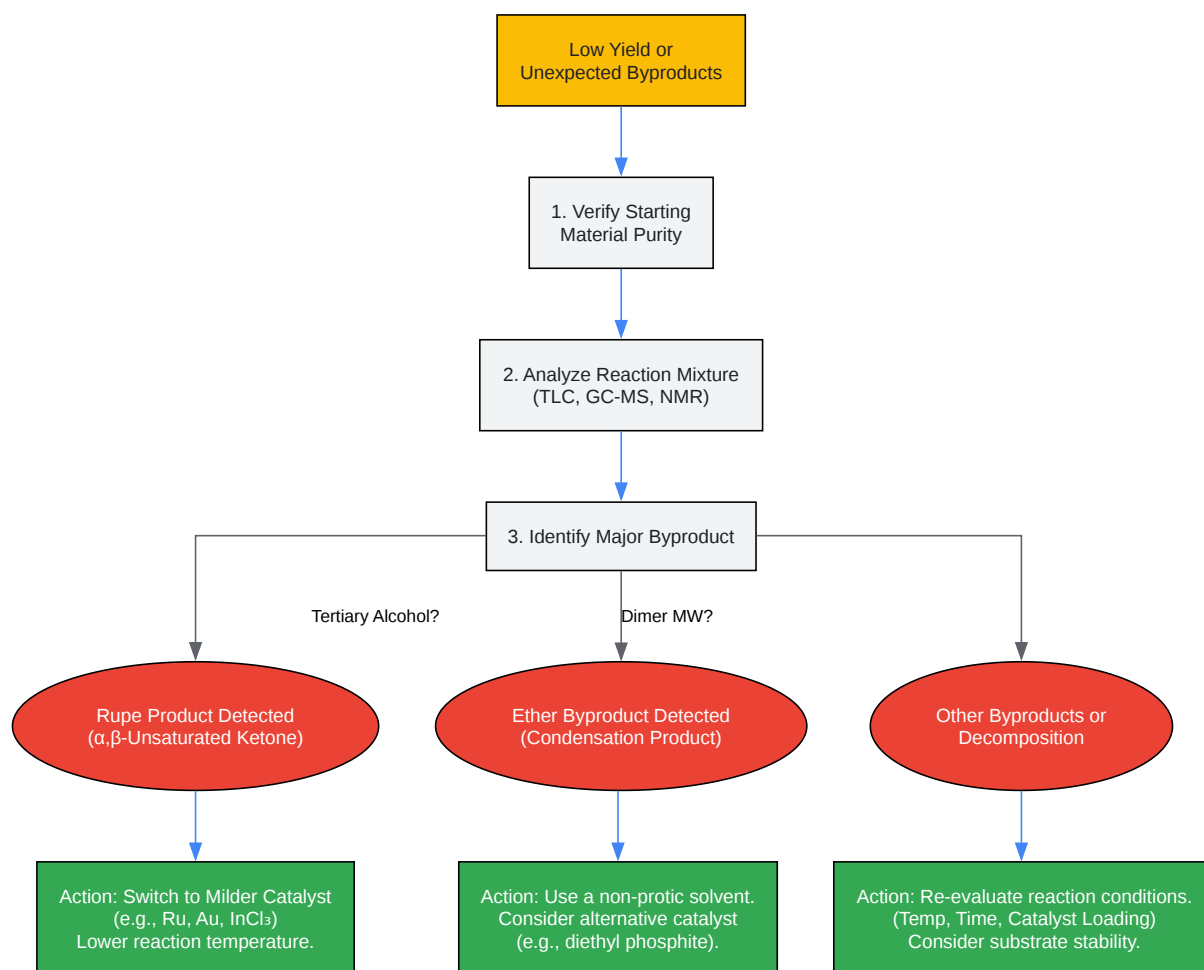 Low Yield or
Unexpected Byproducts
1. Verify Starting
Material Purity
2. Analyze Reaction Mixture
(TLC, GC-MS, NMR)
3. Identify Major Byproduct
Tertiary Alcohol?
Dimer MW?
Rupe Product Detected
(α,β-Unsaturated Ketone)
Ether Byproduct Detected
(Condensation Product)
Other Byproducts or
Decomposition
Action: Switch to Milder Catalyst
(e.g., Ru, Au, InCl₃)
Lower reaction temperature.
Action: Use a non-protic solvent.
Consider alternative catalyst
(e.g., diethyl phosphite).
Action: Re-evaluate reaction conditions.
(Temp, Time, Catalyst Loading)
Consider substrate stability.